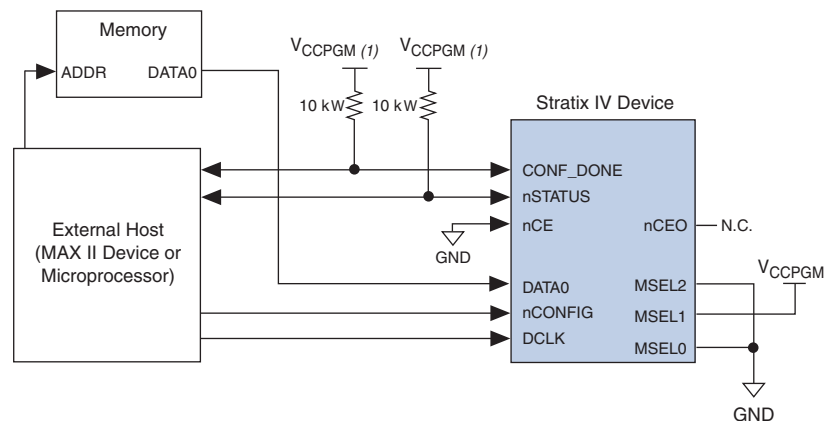 Memory
ADDR
DATA0
VCCPGM (1)
VCCPGM (1)
10 kW
10 kW
Stratix IV Device
External Host
(MAX II Device or
Microprocessor)
CONF_DONE
nSTATUS
nCE
GND
DATA0
nCONFIG
DCLK
nCEO
N.C.
MSEL2
MSEL1
MSEL0
VCCPGM
GND